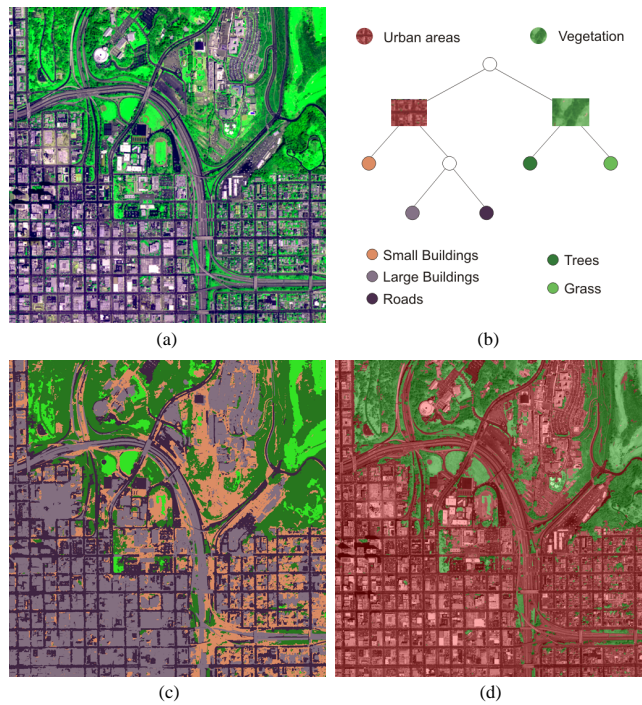 Urban areas
Vegetation
Small Buildings
Large Buildings
Roads
Trees
Grass
(a)
(b)
(c)
(d)